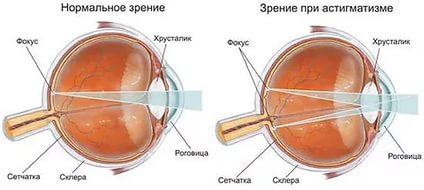 Нормальное зрение
Зрение при астигматизме
Фокус
Хрусталик
Роговица
Сетчатка
Склера
Фокус
Хрусталик
Роговица
Сетчатка
Склера